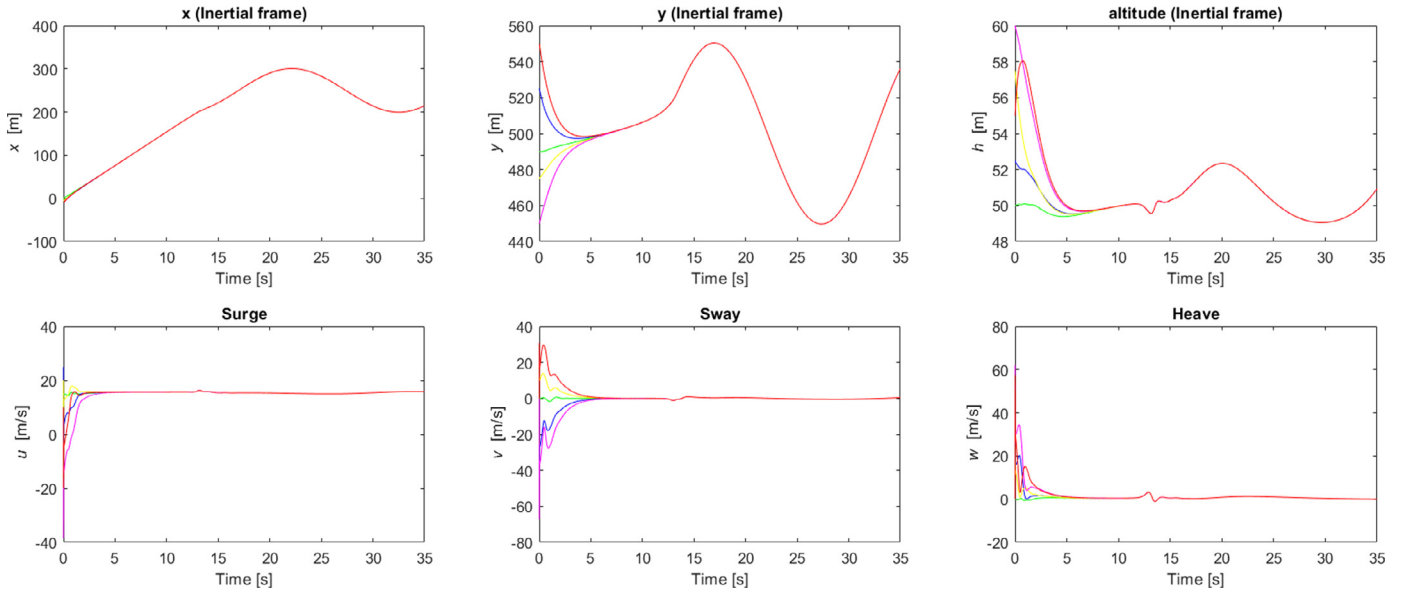 x (Inertial frame)
400
300
200
100
0
-100
x [m]
0 5 10 15 20 25 30 35
Time [s]
y (Inertial frame)
560
540
520
500
480
460
440
y [m]
0 5 10 15 20 25 30 35
Time [s]
altitude (Inertial frame)
60
58
56
54
52
50
48
h [m]
0 5 10 15 20 25 30 35
Time [s]
Surge
40
20
0
-20
-40
u [m/s]
0 5 10 15 20 25 30 35
Time [s]
Sway
40
20
0
-20
-40
-60
-80
v [m/s]
0 5 10 15 20 25 30 35
Time [s]
Heave
80
60
40
20
0
-20
w [m/s]
0 5 10 15 20 25 30 35
Time [s]